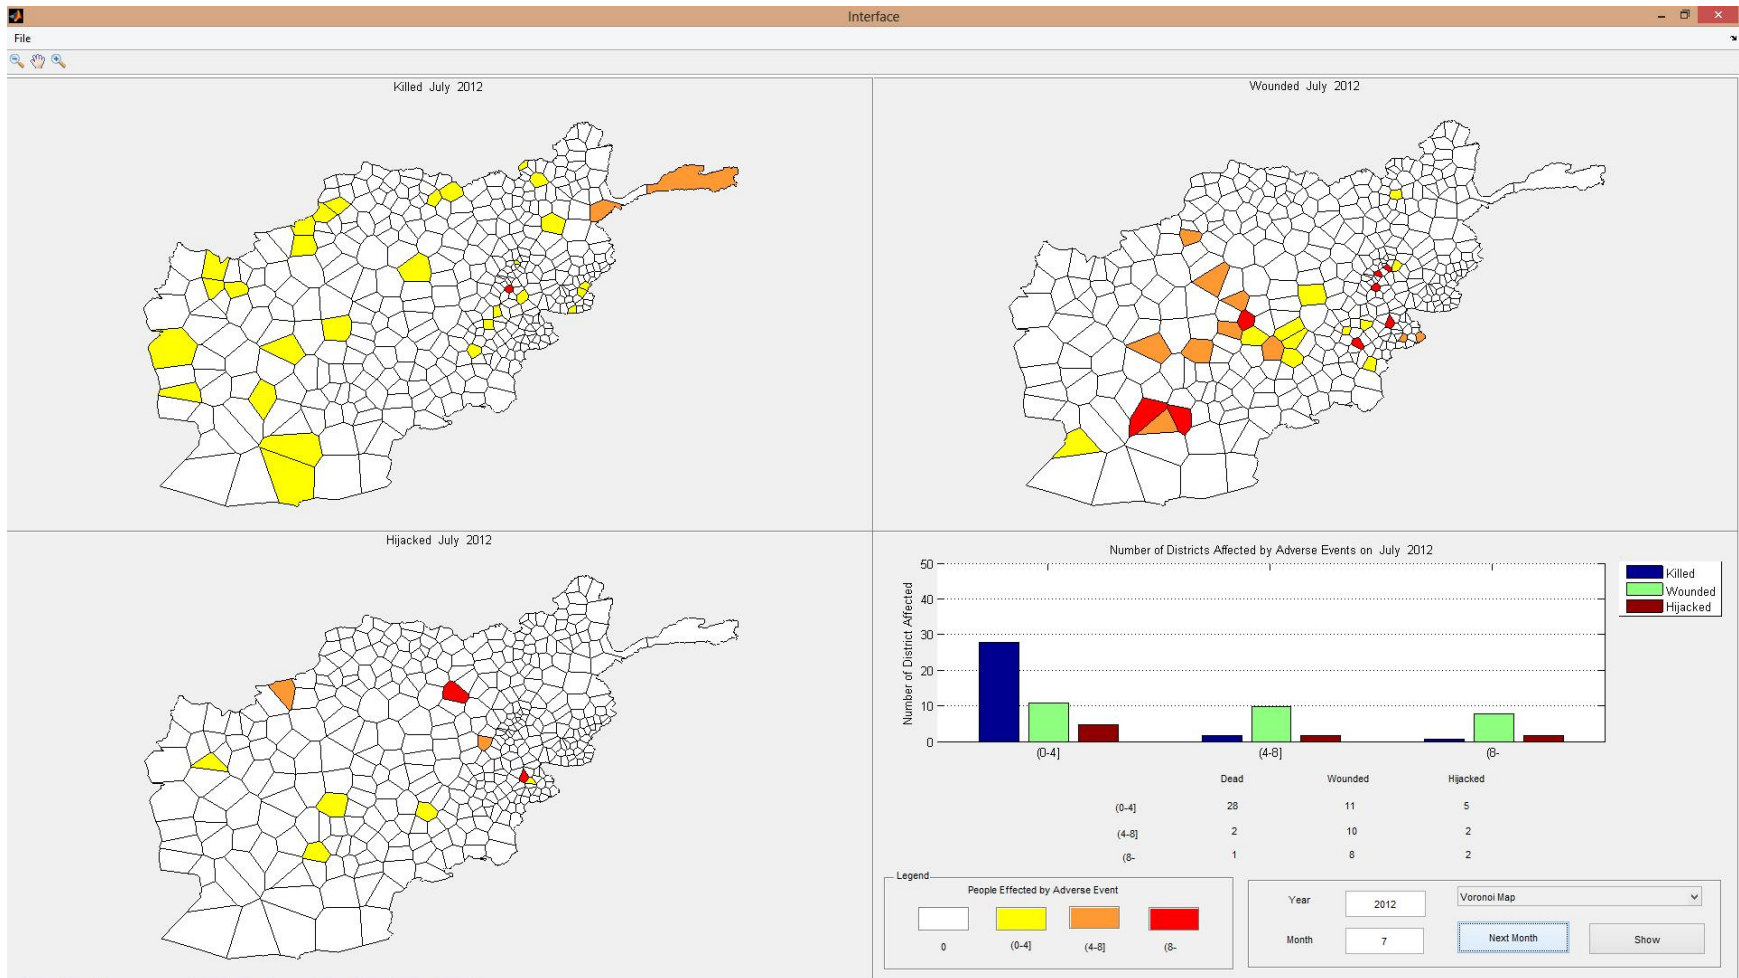 Interface
File
Killed July 2012
Wounded July 2012
Hijacked July 2012
Number of Districts Affected by Adverse Events on July 2012
Number of District Affected
50
40
30
20
10
0
(0-4]
(4-8]
(8-
Killed
Wounded
Hijacked
Dead Wounded Hijacked
(0-4] 28 11 5
(4-8] 2 10 2
(8- 1 8 2
Legend
People Effected by Adverse Event
0 (0-4] (4-8] (8-
Year 2012 Voronoi Map
Month 7 Next Month Show